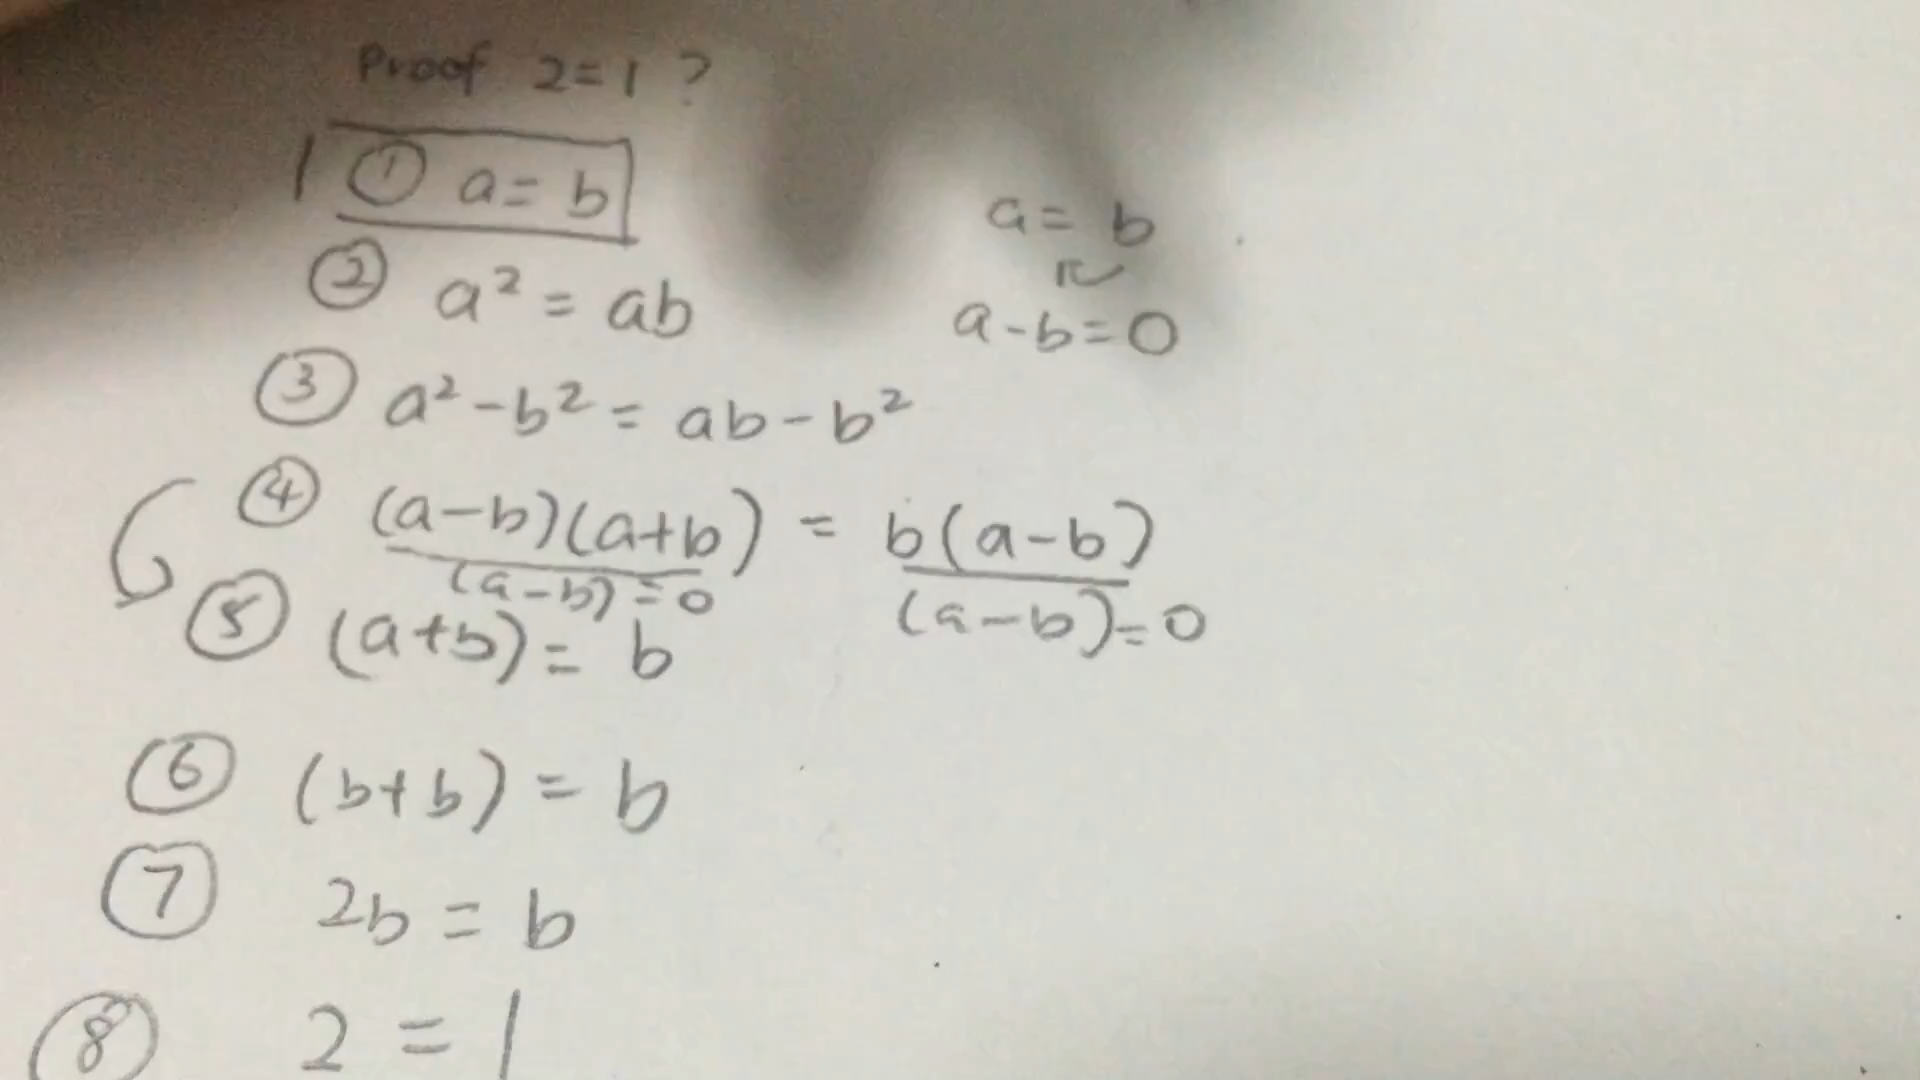 Proof 2=1?
① a=b
② a² = ab
③ a²-b² = ab-b²
④ (a-b)(a+b) = b(a-b)
(a-b)=0 (a-b)=0
⑤ (a+b) = b
⑥ (b+b) = b
⑦ 2b = b
⑧ 2 = 1
a = b
a-b=0